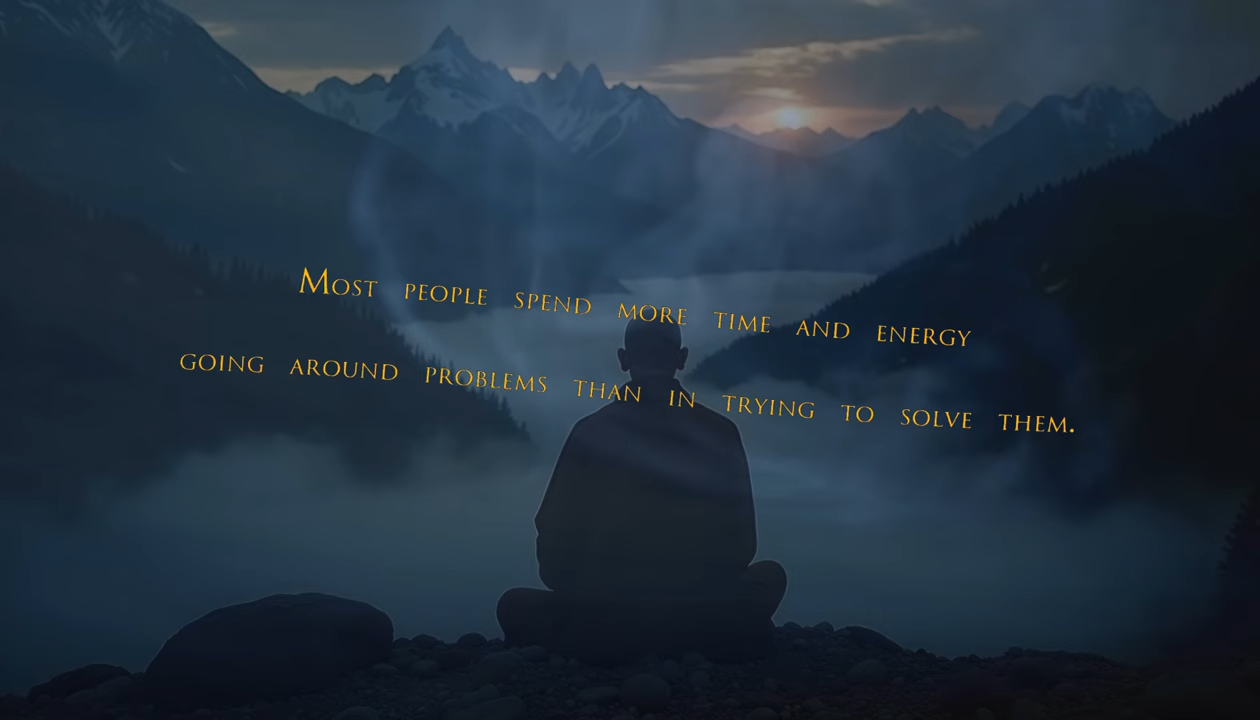 Most people spend more time and energy
going around problems than in trying to solve them.